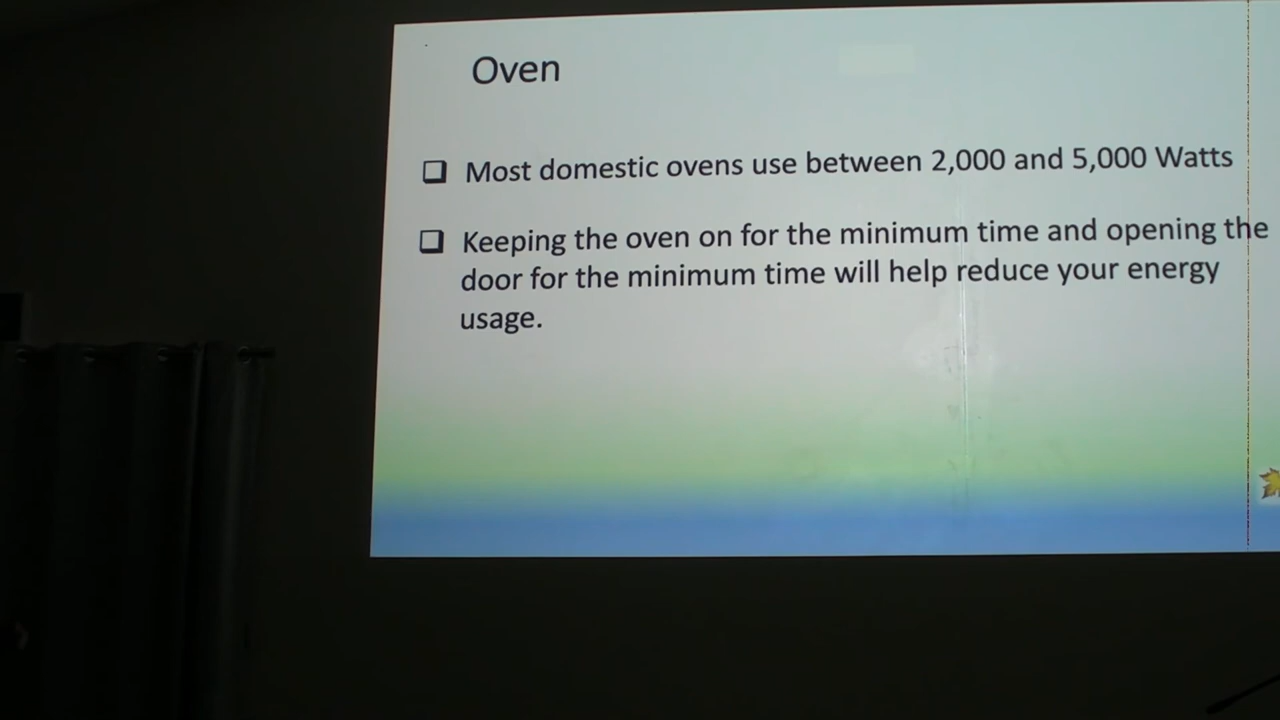 Oven
Most domestic ovens use between 2,000 and 5,000 Watts
Keeping the oven on for the minimum time and opening the
door for the minimum time will help reduce your energy
usage.